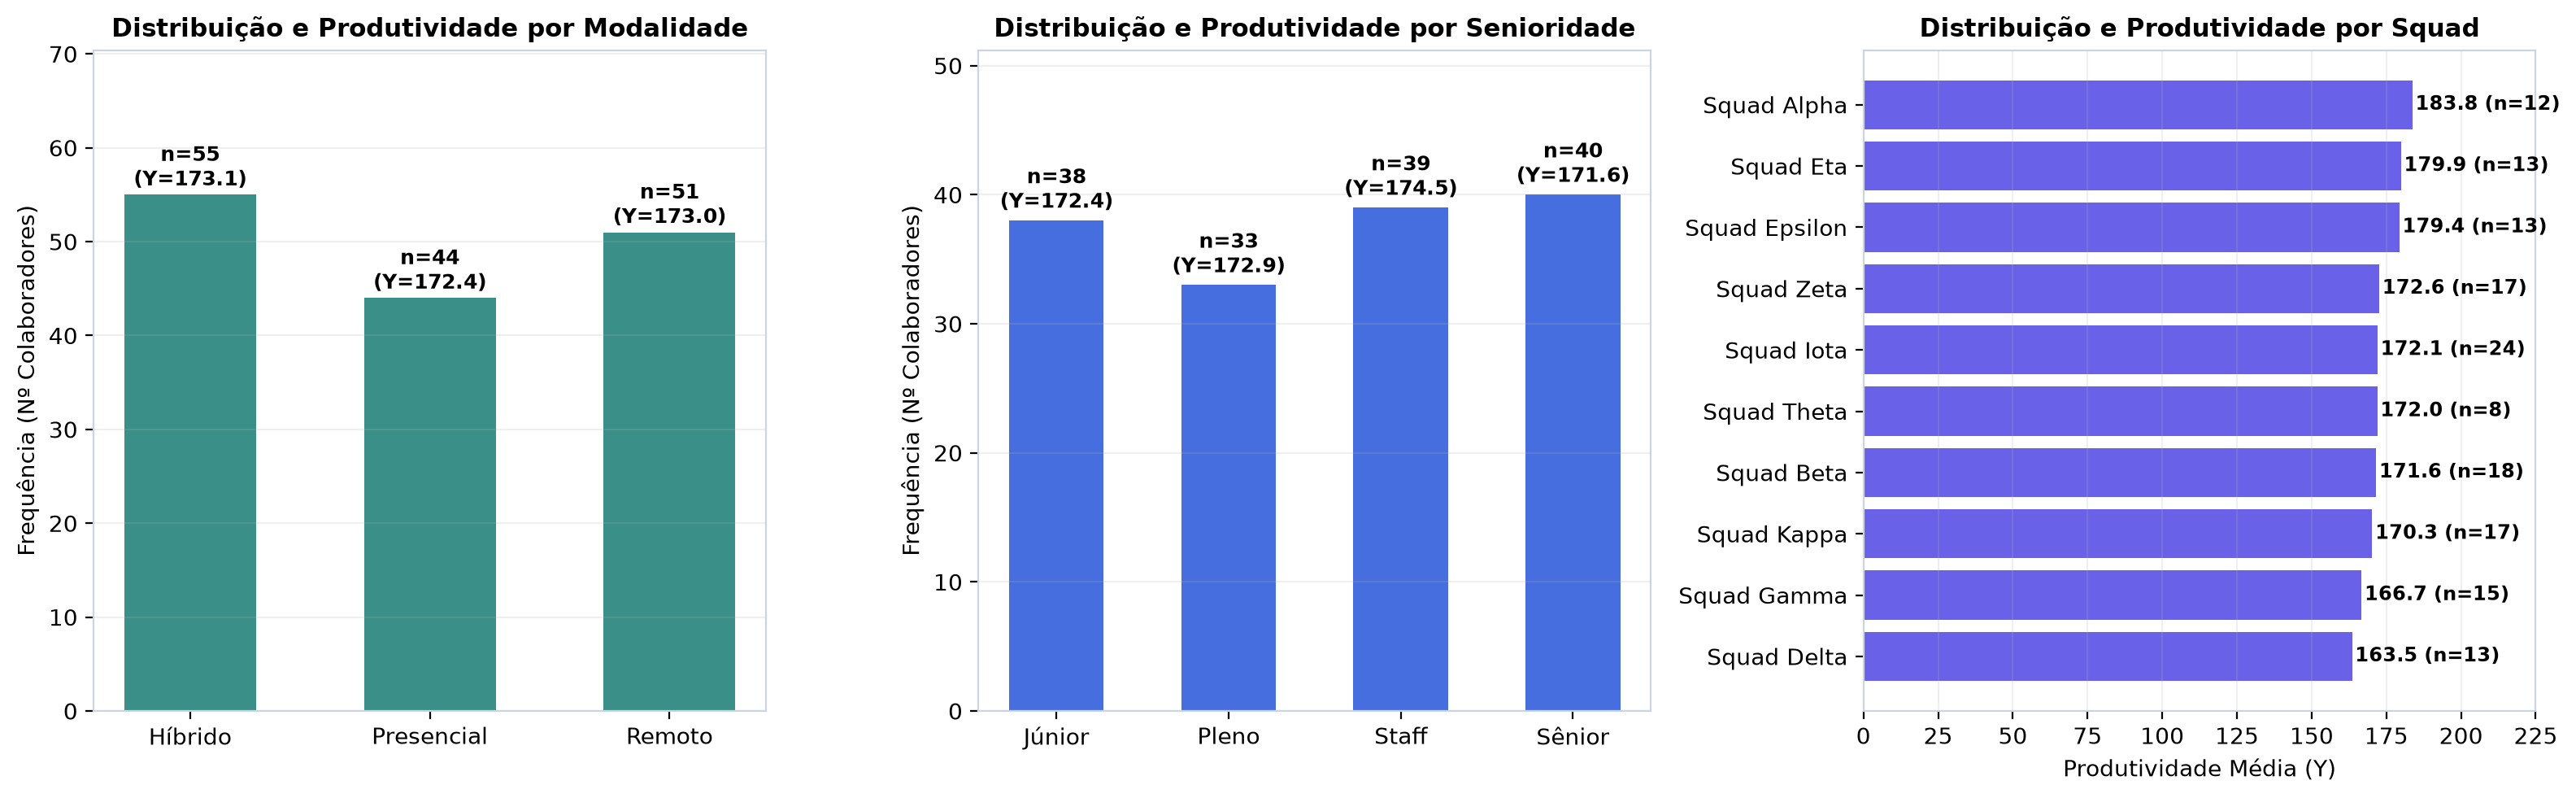 Distribuição e Produtividade por Modalidade
Frequência (Nº Colaboradores)
70
60
50
40
30
20
10
0
n=55
(Y=173.1)
n=44
(Y=172.4)
n=51
(Y=173.0)
Híbrido
Presencial
Remoto
Distribuição e Produtividade por Senioridade
Frequência (Nº Colaboradores)
50
40
30
20
10
0
n=38
(Y=172.4)
n=33
(Y=172.9)
n=39
(Y=174.5)
n=40
(Y=171.6)
Júnior
Pleno
Staff
Sênior
Distribuição e Produtividade por Squad
Squad Alpha 183.8 (n=12)
Squad Eta 179.9 (n=13)
Squad Epsilon 179.4 (n=13)
Squad Zeta 172.6 (n=17)
Squad Iota 172.1 (n=24)
Squad Theta 172.0 (n=8)
Squad Beta 171.6 (n=18)
Squad Kappa 170.3 (n=17)
Squad Gamma 166.7 (n=15)
Squad Delta 163.5 (n=13)
0 25 50 75 100 125 150 175 200 225
Produtividade Média (Y)